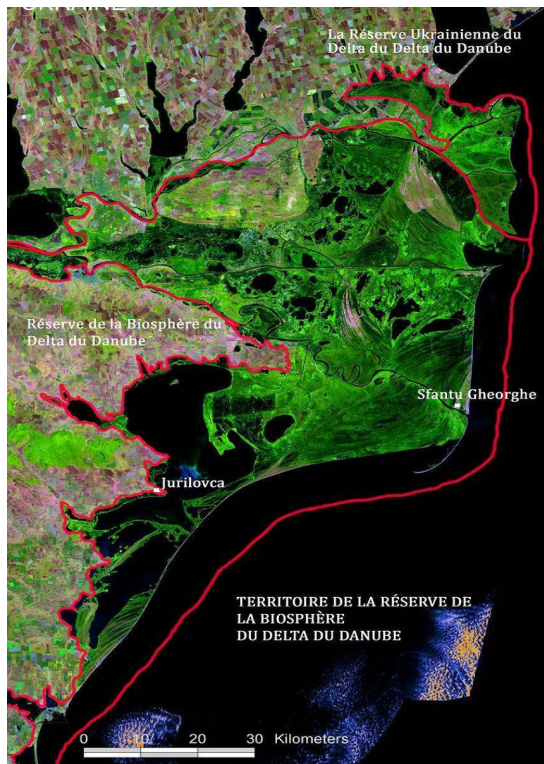 UKRAINE
La Réserve Ukrainienne du
Delta du Delta du Danube
Réserve de la Biosphère du
Delta du Danube
Sfantu Gheorghe
Jurilovca
TERRITOIRE DE LA RÉSERVE DE
LA BIOSPHÈRE
DU DELTA DU DANUBE
0 10 20 30 Kilometers